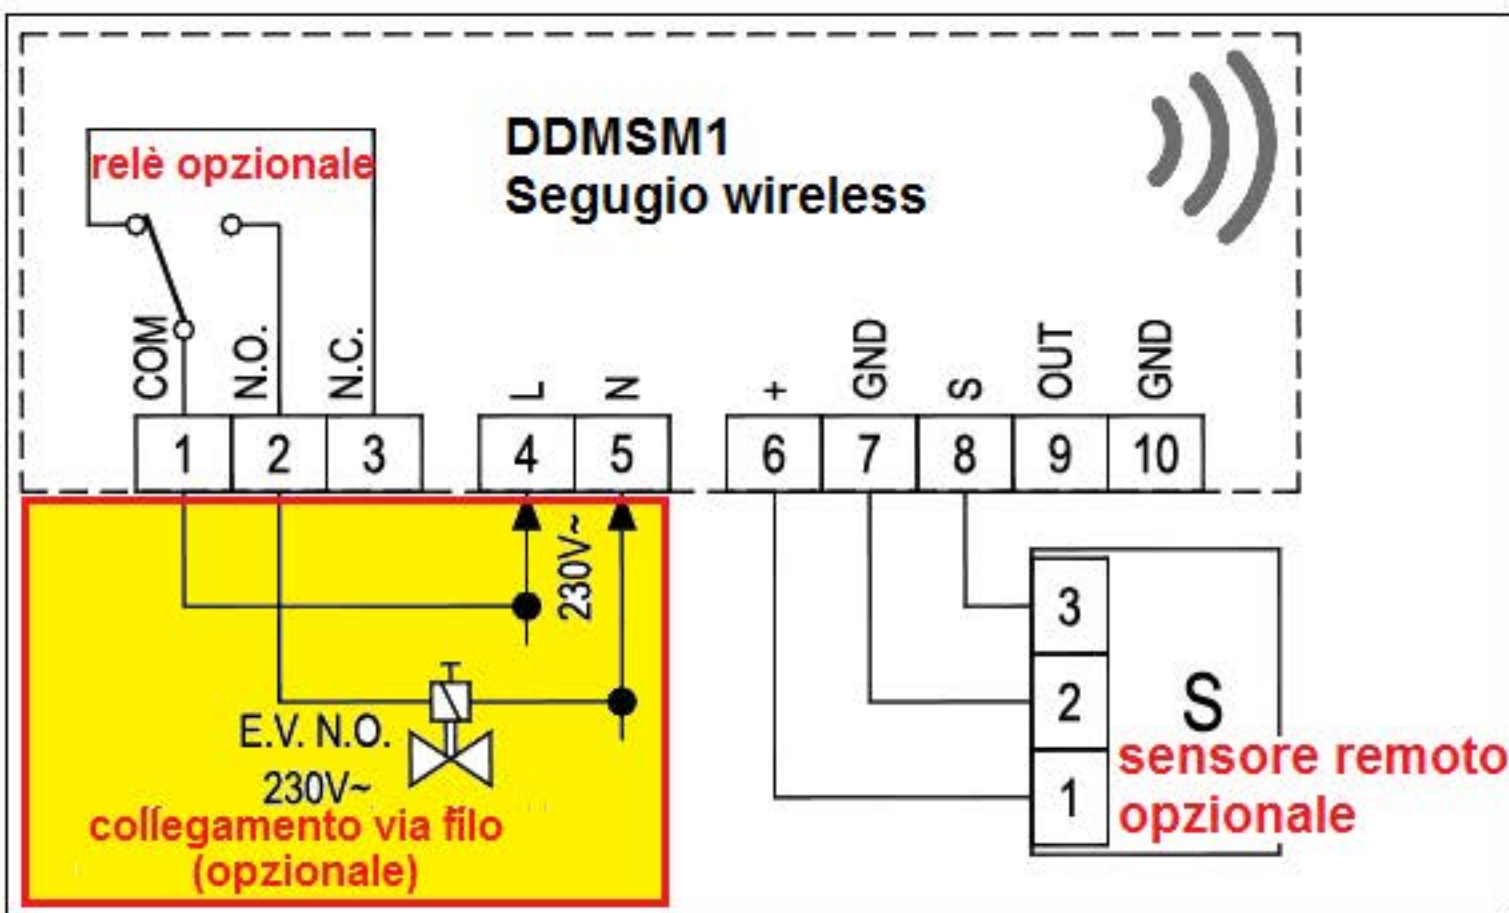 DDMSM1
Segugio wireless
relè opzionale
COM
N.O.
N.C.
L
N
+
GND
S
OUT
GND
1 2 3 4 5 6 7 8 9 10
230V~
E.V. N.O.
230V~
collegamento via filo
(opzionale)
3
2
1
S
sensore remoto
opzionale